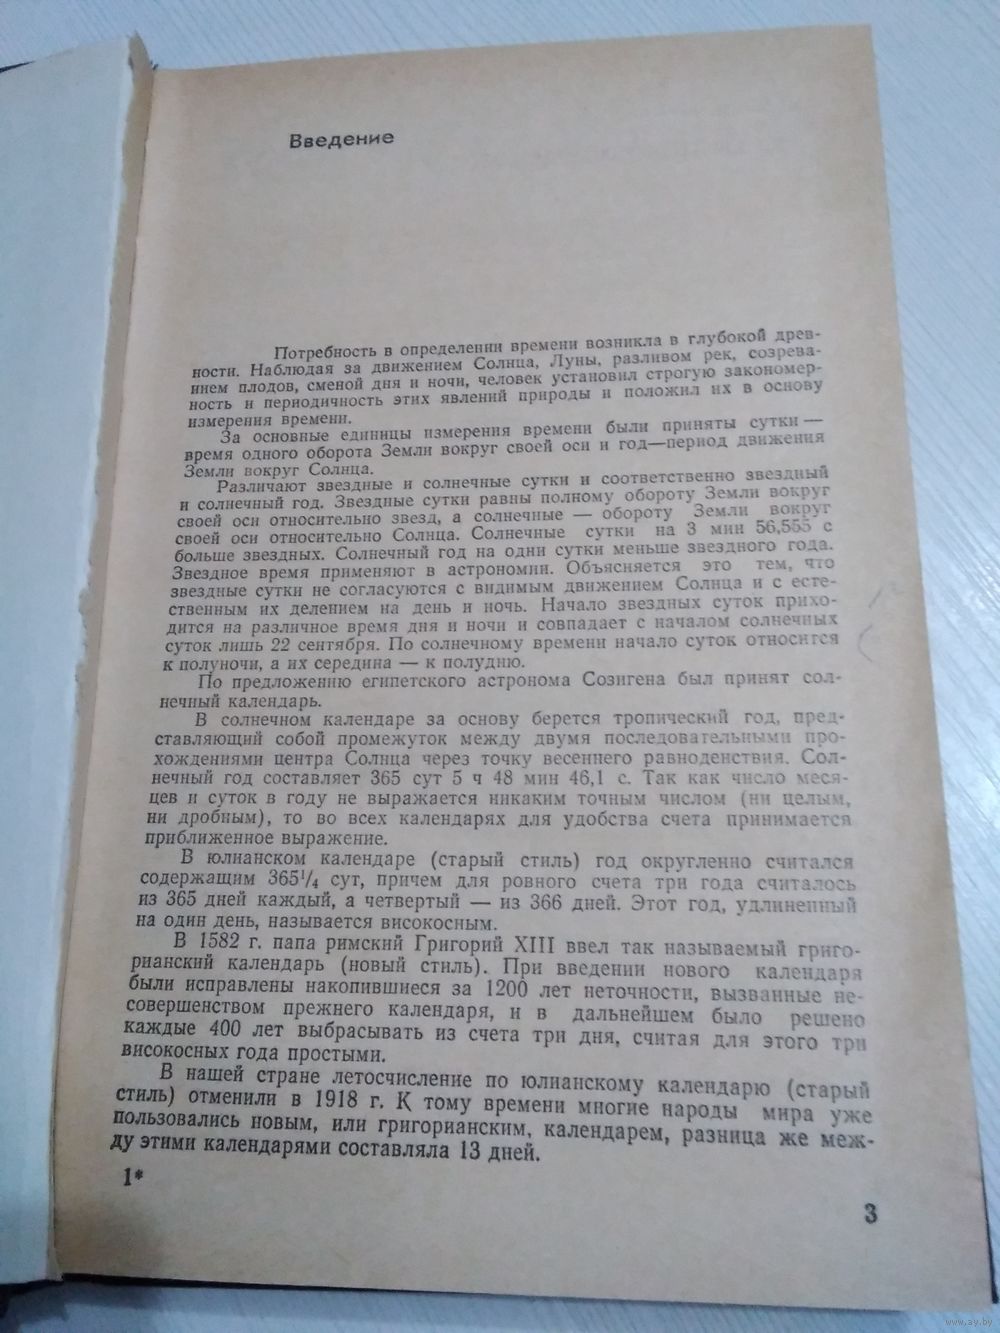 Введение
Потребность в определении времени возникла в глубокой древ-
ности. Наблюдая за движением Солнца, Луны, разливом рек, созрева-
нием плодов, сменой дня и ночи, человек установил строгую закономер-
ность и периодичность этих явлений природы и положил их в основу
измерения времени.
За основные единицы измерения времени были приняты сутки —
время одного оборота Земли вокруг своей оси и год—период движения
Земли вокруг Солнца.
Различают звездные и солнечные сутки и соответственно звездный
и солнечный год. Звездные сутки равны полному обороту Земли вокруг
своей оси относительно звезд, а солнечные — обороту Земли вокруг
своей оси относительно Солнца. Солнечные сутки на 3 мин 56,555 с
больше звездных. Солнечный год на одни сутки меньше звездного года.
Звездное время применяют в астрономии. Объясняется это тем, что
звездные сутки не согласуются с видимым движением Солнца и с есте-
ственным их делением на день и ночь. Начало звездных суток прихо-
дится на различное время дня и ночи и совпадает с началом солнечных
суток лишь 22 сентября. По солнечному времени начало суток относится
к полуночи, а их середина — к полудню.
По предложению египетского астронома Созигена был принят сол-
нечный календарь.
В солнечном календаре за основу берется тропический год, пред-
ставляющий собой промежуток между двумя последовательными про-
хождениями центра Солнца через точку весеннего равноденствия. Сол-
нечный год составляет 365 сут 5 ч 48 мин 46,1 с. Так как число меся-
цев и суток в году не выражается никаким точным числом (ни целым,
ни дробным), то во всех календарях для удобства счета принимается
приближенное выражение.
В юлианском календаре (старый стиль) год округленно считался
содержащим 365¹/₄ сут, причем для ровного счета три года считалось
из 365 дней каждый, а четвертый — из 366 дней. Этот год, удлиненный
на один день, называется високосным.
В 1582 г. папа римский Григорий XIII ввел так называемый григо-
рианский календарь (новый стиль). При введении нового календаря
были исправлены накопившиеся за 1200 лет неточности, вызванные не-
совершенством прежнего календаря, и в дальнейшем было решено
каждые 400 лет выбрасывать из счета три дня, считая для этого три
високосных года простыми.
В нашей стране летосчисление по юлианскому календарю (старый
стиль) отменили в 1918 г. К тому времени многие народы мира уже
пользовались новым, или григорианским, календарем, разница же меж-
ду этими календарями составляла 13 дней.
1*
3
www.ay.by